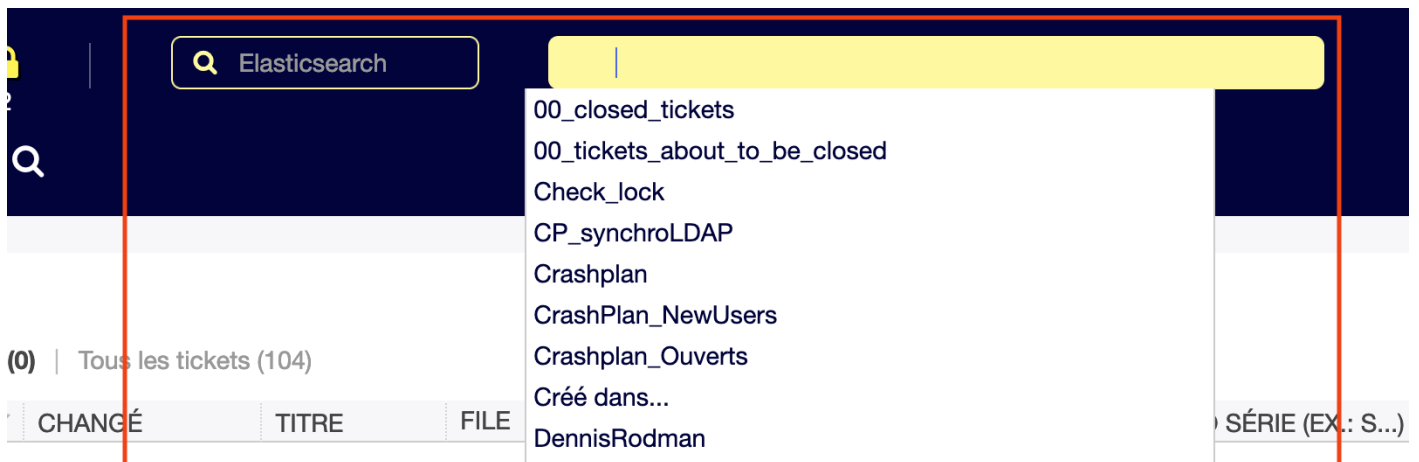 Elasticsearch
00_closed_tickets
00_tickets_about_to_be_closed
Check_lock
CP_synchroLDAP
Crashplan
CrashPlan_NewUsers
Crashplan_Ouverts
Créé dans...
DennisRodman
(0) | Tous les tickets (104)
CHANGÉ TITRE FILE SÉRIE (EX.: S...)